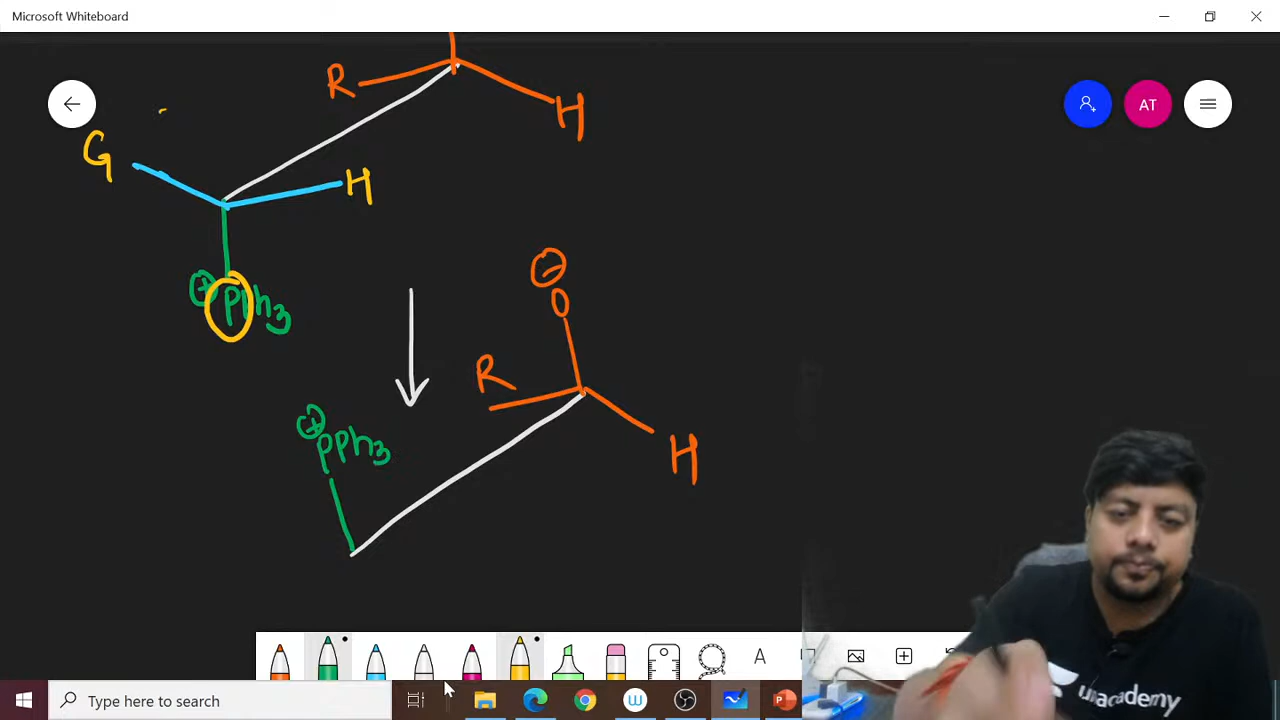 Microsoft Whiteboard
R
H
G
H
⊕
PPh3
⊖
O
R
H
⊕
PPh3
AT
A
Type here to search
unacademy